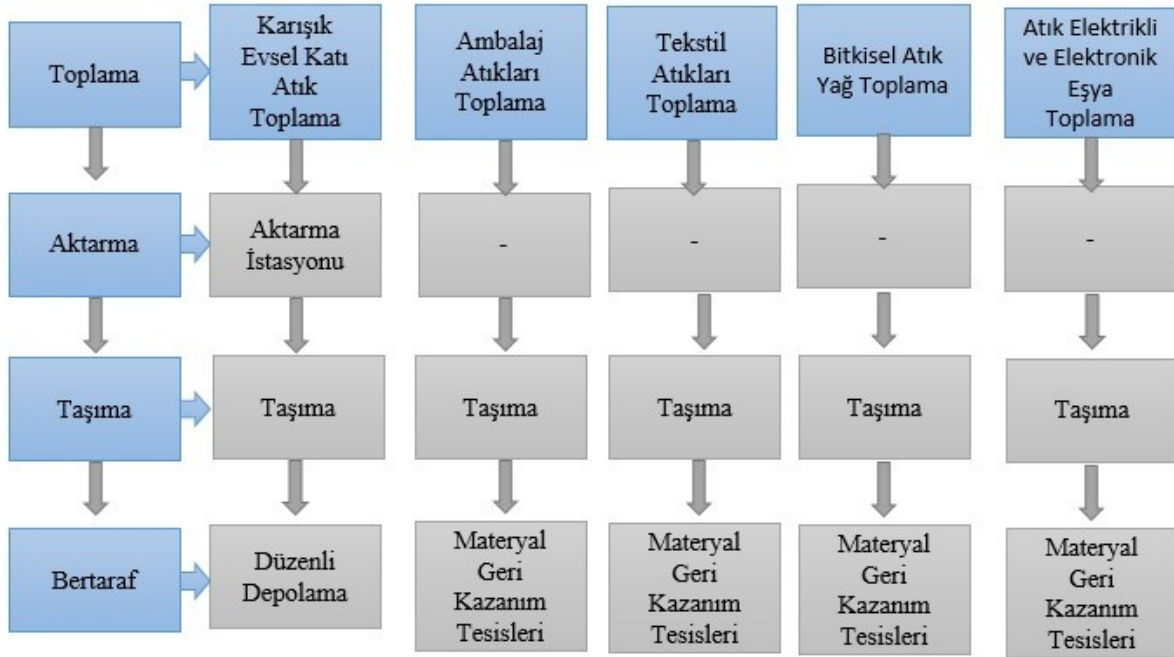 Toplama
Karışık
Evsel Katı
Atık
Toplama
Ambalaj
Atıkları
Toplama
Tekstil
Atıkları
Toplama
Bitkisel Atık
Yağ Toplama
Atık Elektrikli
ve Elektronik
Eşya
Toplama
Aktarma
Aktarma
İstasyonu
-
-
-
-
Taşıma
Taşıma
Taşıma
Taşıma
Taşıma
Taşıma
Bertaraf
Düzenli
Depolama
Materyal
Geri
Kazanım
Tesisleri
Materyal
Geri
Kazanım
Tesisleri
Materyal
Geri
Kazanım
Tesisleri
Materyal
Geri
Kazanım
Tesisleri